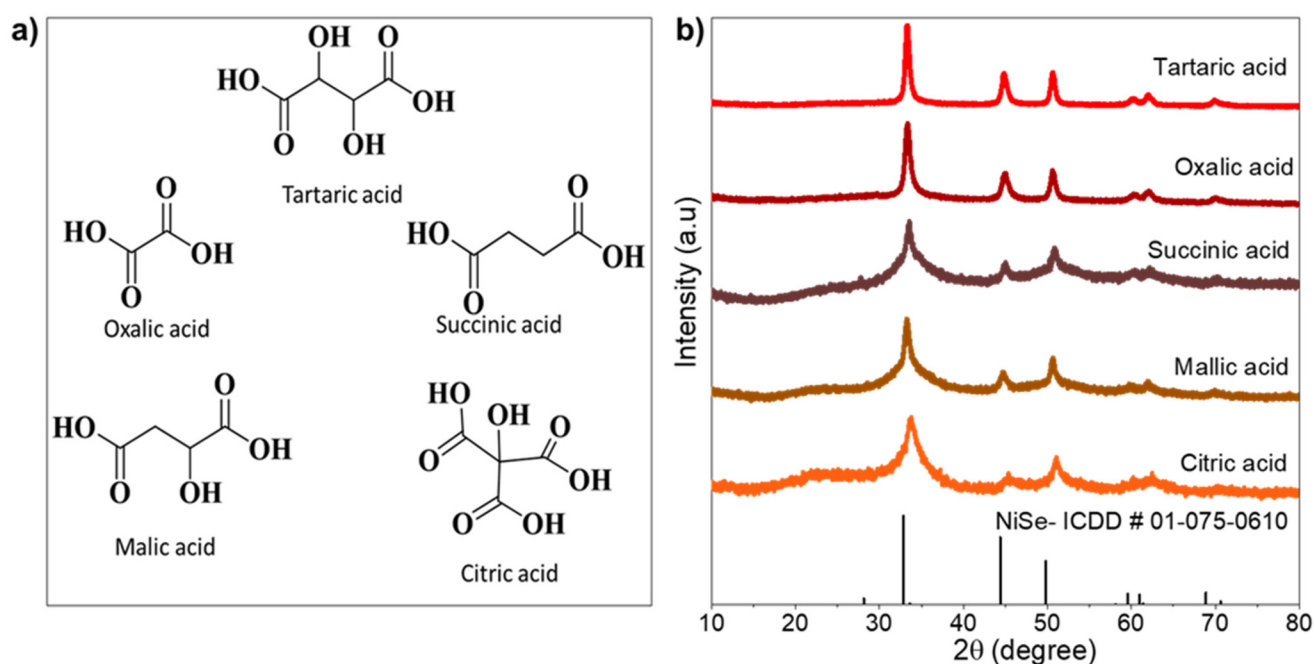 a)
OH
O
HO
OH
O
OH
Tartaric acid
O
HO
OH
O
Oxalic acid
O
HO
OH
O
Succinic acid
O
HO
OH
O
OH
Malic acid
HO
OH
O
O
OH
O
OH
Citric acid
b)
Tartaric acid
Oxalic acid
Succinic acid
Mallic acid
Citric acid
NiSe- ICDD # 01-075-0610
Intensity (a.u)
10 20 30 40 50 60 70 80
2θ (degree)